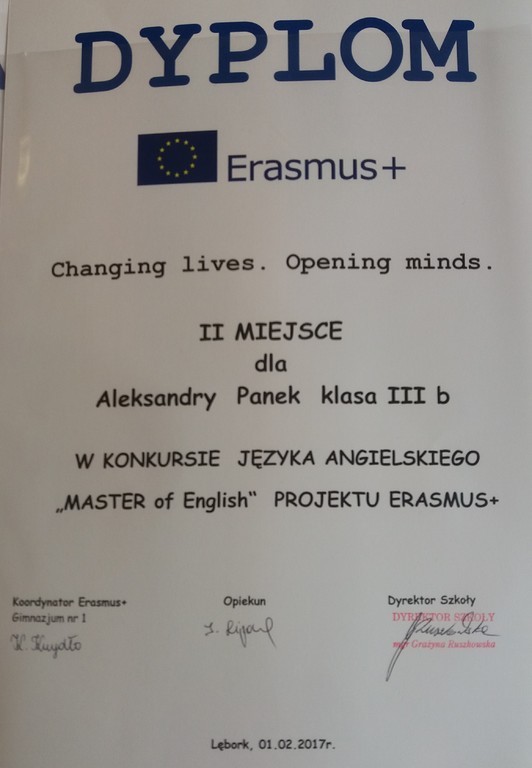 DYPLOM
Erasmus+
Changing lives. Opening minds.
II MIEJSCE
dla
Aleksandry Panek klasa III b
W KONKURSIE JĘZYKA ANGIELSKIEGO
„MASTER of English“ PROJEKTU ERASMUS+
Koordynator Erasmus+ Opiekun Dyrektor Szkoły
Gimnazjum nr 1 DYREKTOR SZKOŁY
mgr Grażyna Ruszkowska
Lębork, 01.02.2017r.